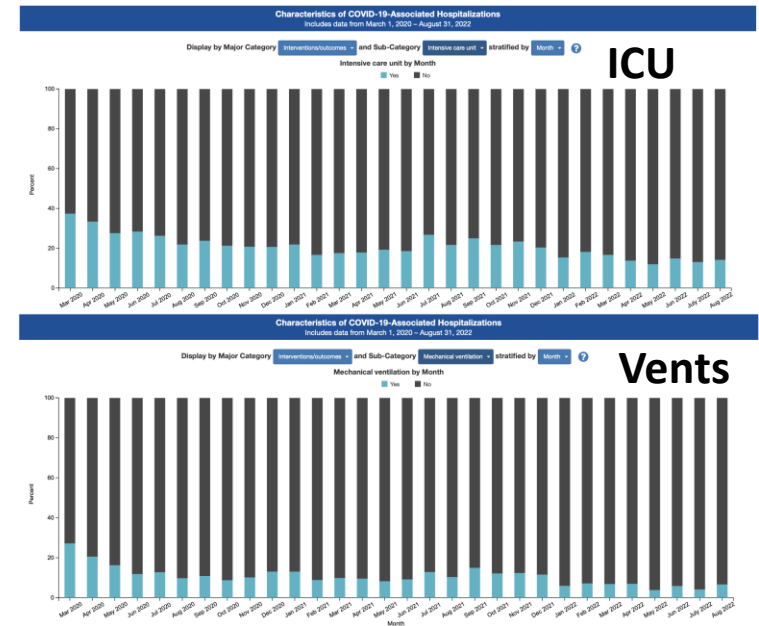 Characteristics of COVID-19-Associated Hospitalizations
Includes data from March 1, 2020 – August 31, 2022
Display by Major Category Interventions/outcomes and Sub-Category Intensive care unit stratified by Month ?
ICU
Intensive care unit by Month
Yes No
100
80
60
40
20
0
Percent
Mar 2020 Apr 2020 May 2020 Jun 2020 Jul 2020 Aug 2020 Sep 2020 Oct 2020 Nov 2020 Dec 2020 Jan 2021 Feb 2021 Mar 2021 Apr 2021 May 2021 Jun 2021 Jul 2021 Aug 2021 Sep 2021 Oct 2021 Nov 2021 Dec 2021 Jan 2022 Feb 2022 Mar 2022 Apr 2022 May 2022 Jun 2022 July 2022 Aug 2022
Characteristics of COVID-19-Associated Hospitalizations
Includes data from March 1, 2020 – August 31, 2022
Display by Major Category Interventions/outcomes and Sub-Category Mechanical ventilation stratified by Month ?
Vents
Mechanical ventilation by Month
Yes No
100
80
60
40
20
0
Percent
Mar 2020 Apr 2020 May 2020 Jun 2020 Jul 2020 Aug 2020 Sep 2020 Oct 2020 Nov 2020 Dec 2020 Jan 2021 Feb 2021 Mar 2021 Apr 2021 May 2021 Jun 2021 Jul 2021 Aug 2021 Sep 2021 Oct 2021 Nov 2021 Dec 2021 Jan 2022 Feb 2022 Mar 2022 Apr 2022 May 2022 Jun 2022 July 2022 Aug 2022
Month